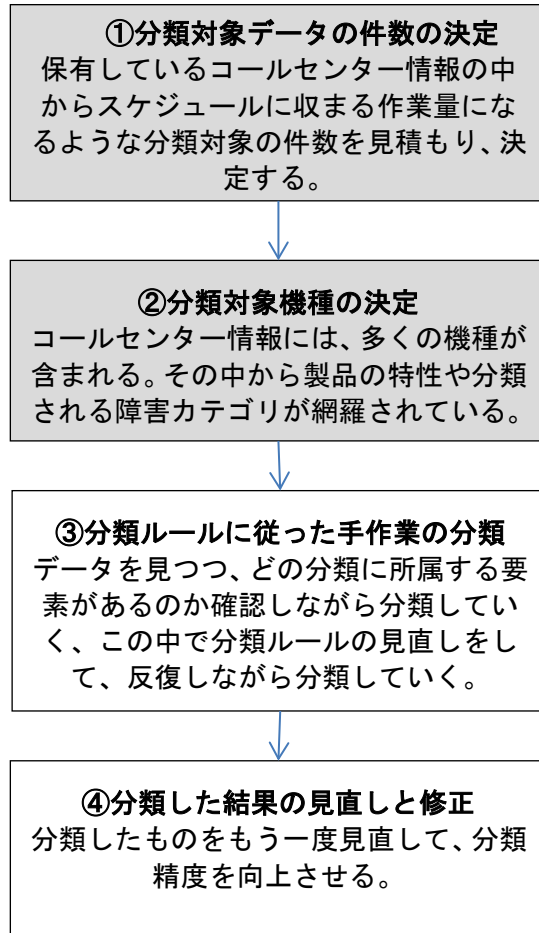 ①分類対象データの件数の決定
保有しているコールセンター情報の中
からスケジュールに収まる作業量にな
るような分類対象の件数を見積もり、決
定する。
②分類対象機種の決定
コールセンター情報には、多くの機種が
含まれる。その中から製品の特性や分類
される障害カテゴリが網羅されている。
③分類ルールに従った手作業の分類
データを見つつ、どの分類に所属する要
素があるのか確認しながら分類してい
く、この中で分類ルールの見直しをし
て、反復しながら分類していく。
④分類した結果の見直しと修正
分類したものをもう一度見直して、分類
精度を向上させる。